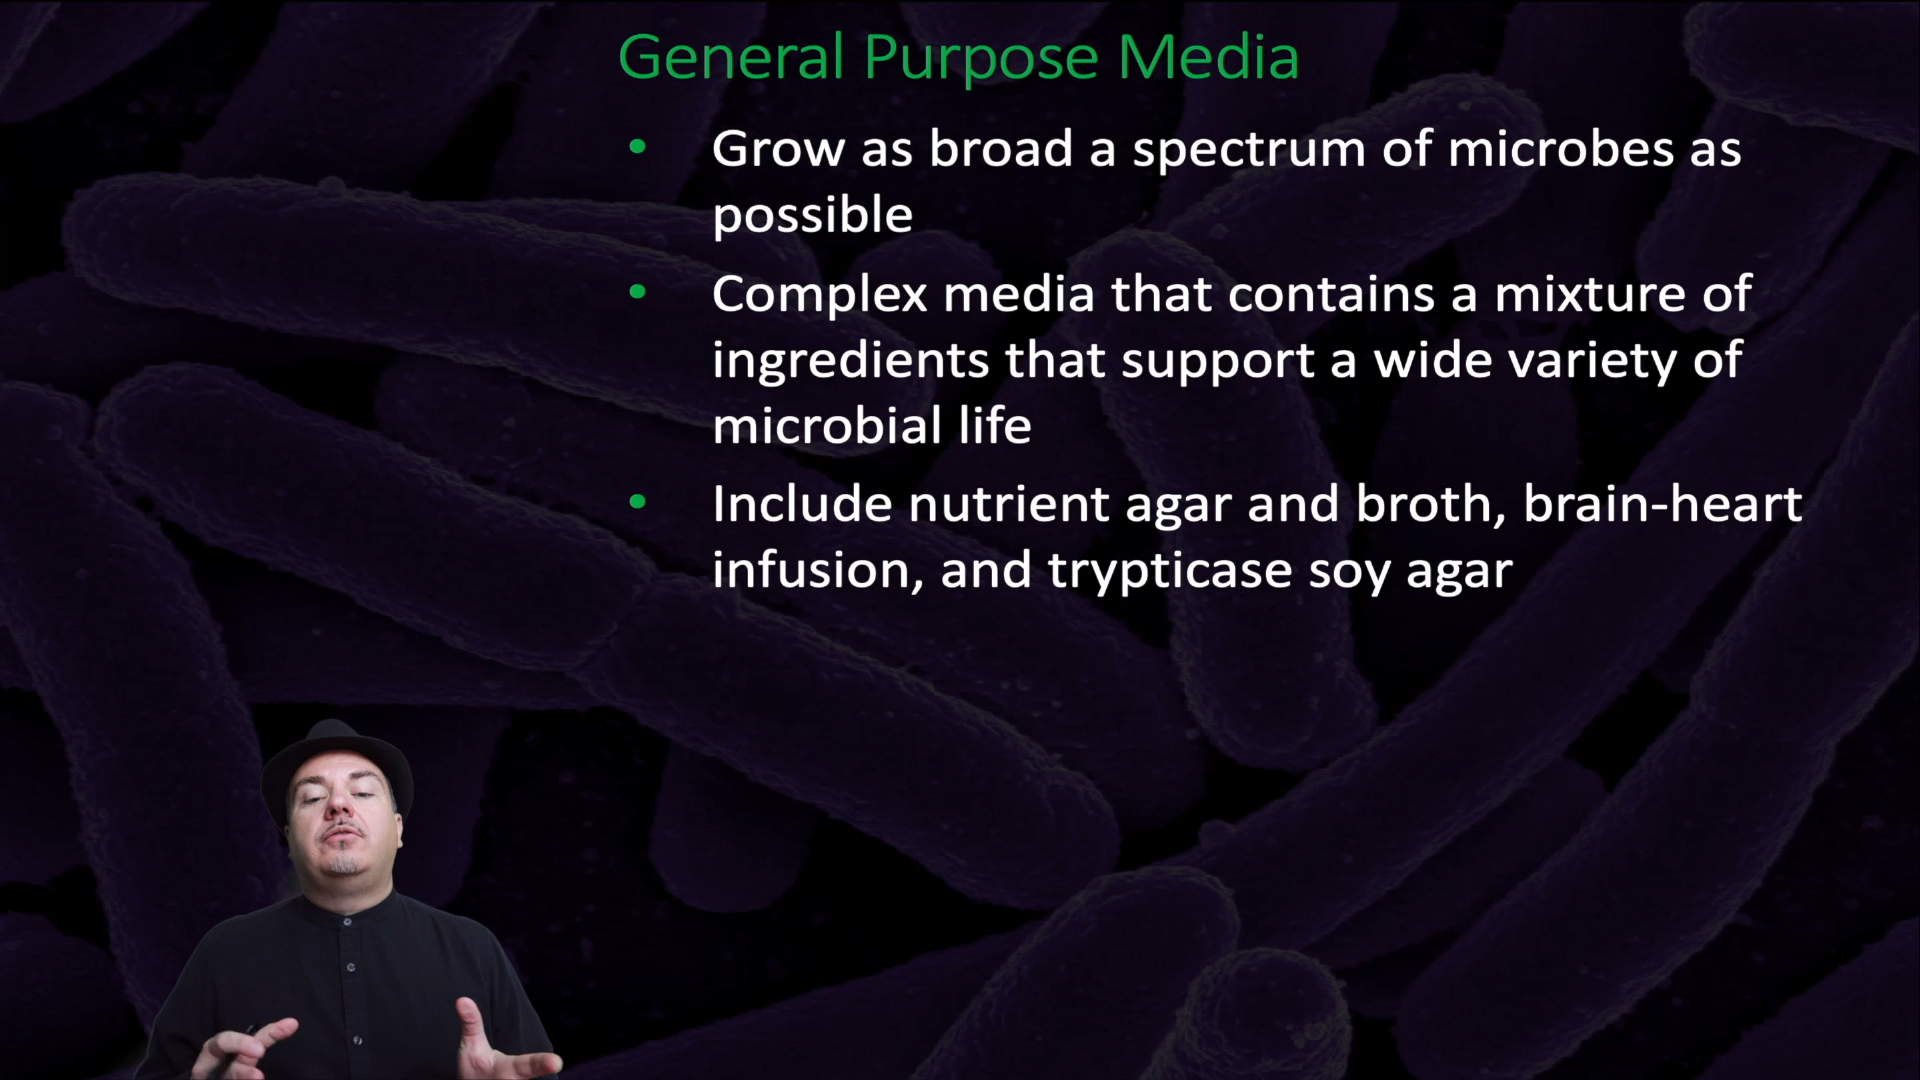 General Purpose Media
• Grow as broad a spectrum of microbes as
possible
• Complex media that contains a mixture of
ingredients that support a wide variety of
microbial life
• Include nutrient agar and broth, brain-heart
infusion, and trypticase soy agar